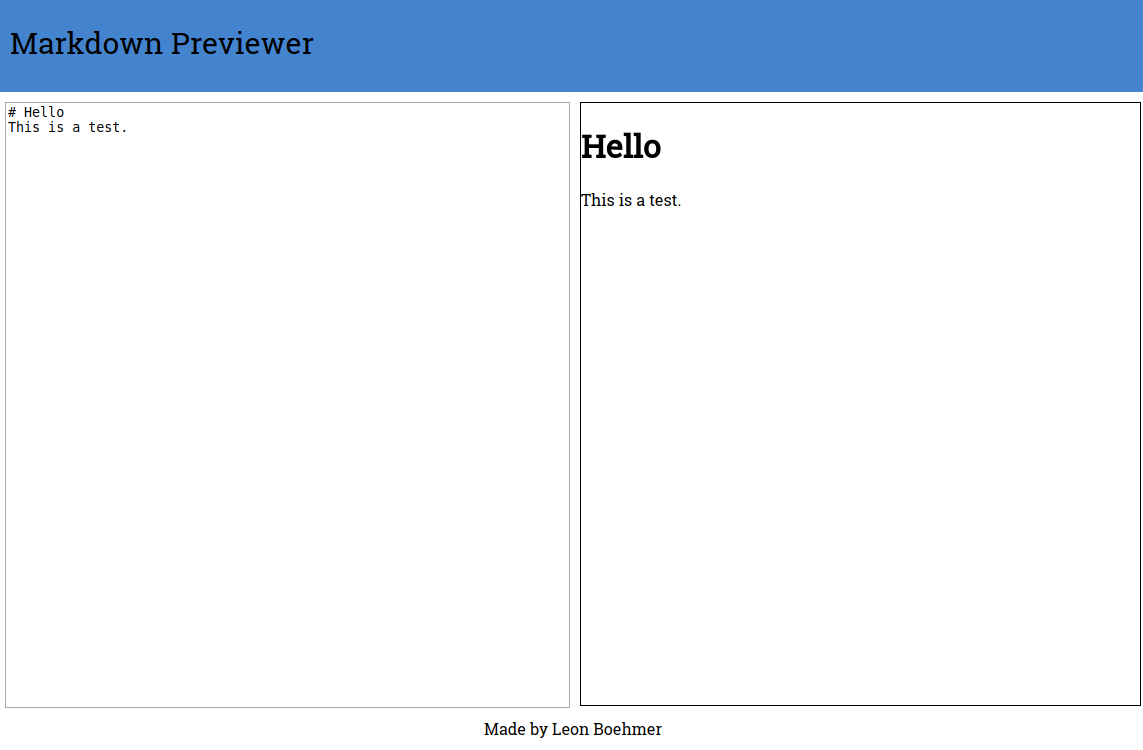 Markdown Previewer
# Hello
This is a test.
Hello
This is a test.
Made by Leon Boehmer